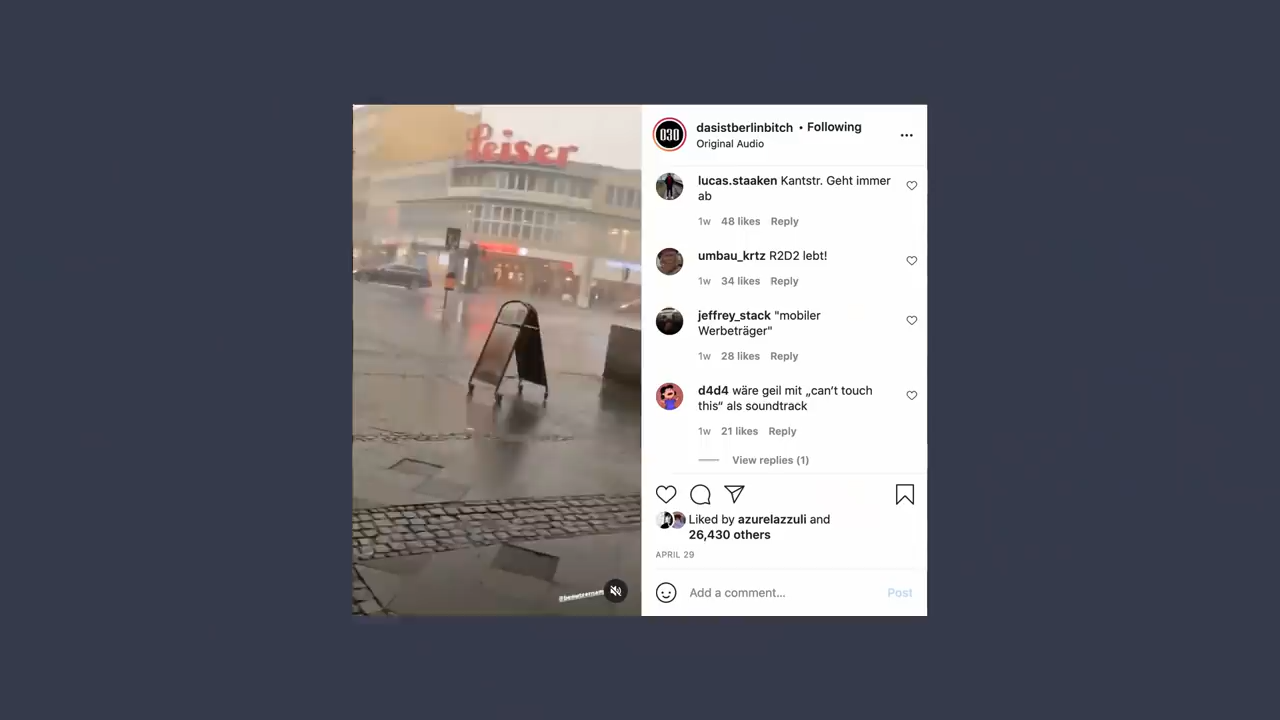 Leiser
030
dasistberlinbitch • Following
Original Audio
lucas.staaken Kantstr. Geht immer
ab
1w 48 likes Reply
umbau_krtz R2D2 lebt!
1w 34 likes Reply
jeffrey_stack "mobiler
Werbeträger"
1w 28 likes Reply
d4d4 wäre geil mit „can't touch
this“ als soundtrack
1w 21 likes Reply
View replies (1)
Liked by azurelazzuli and
26,430 others
APRIL 29
Add a comment...
Post